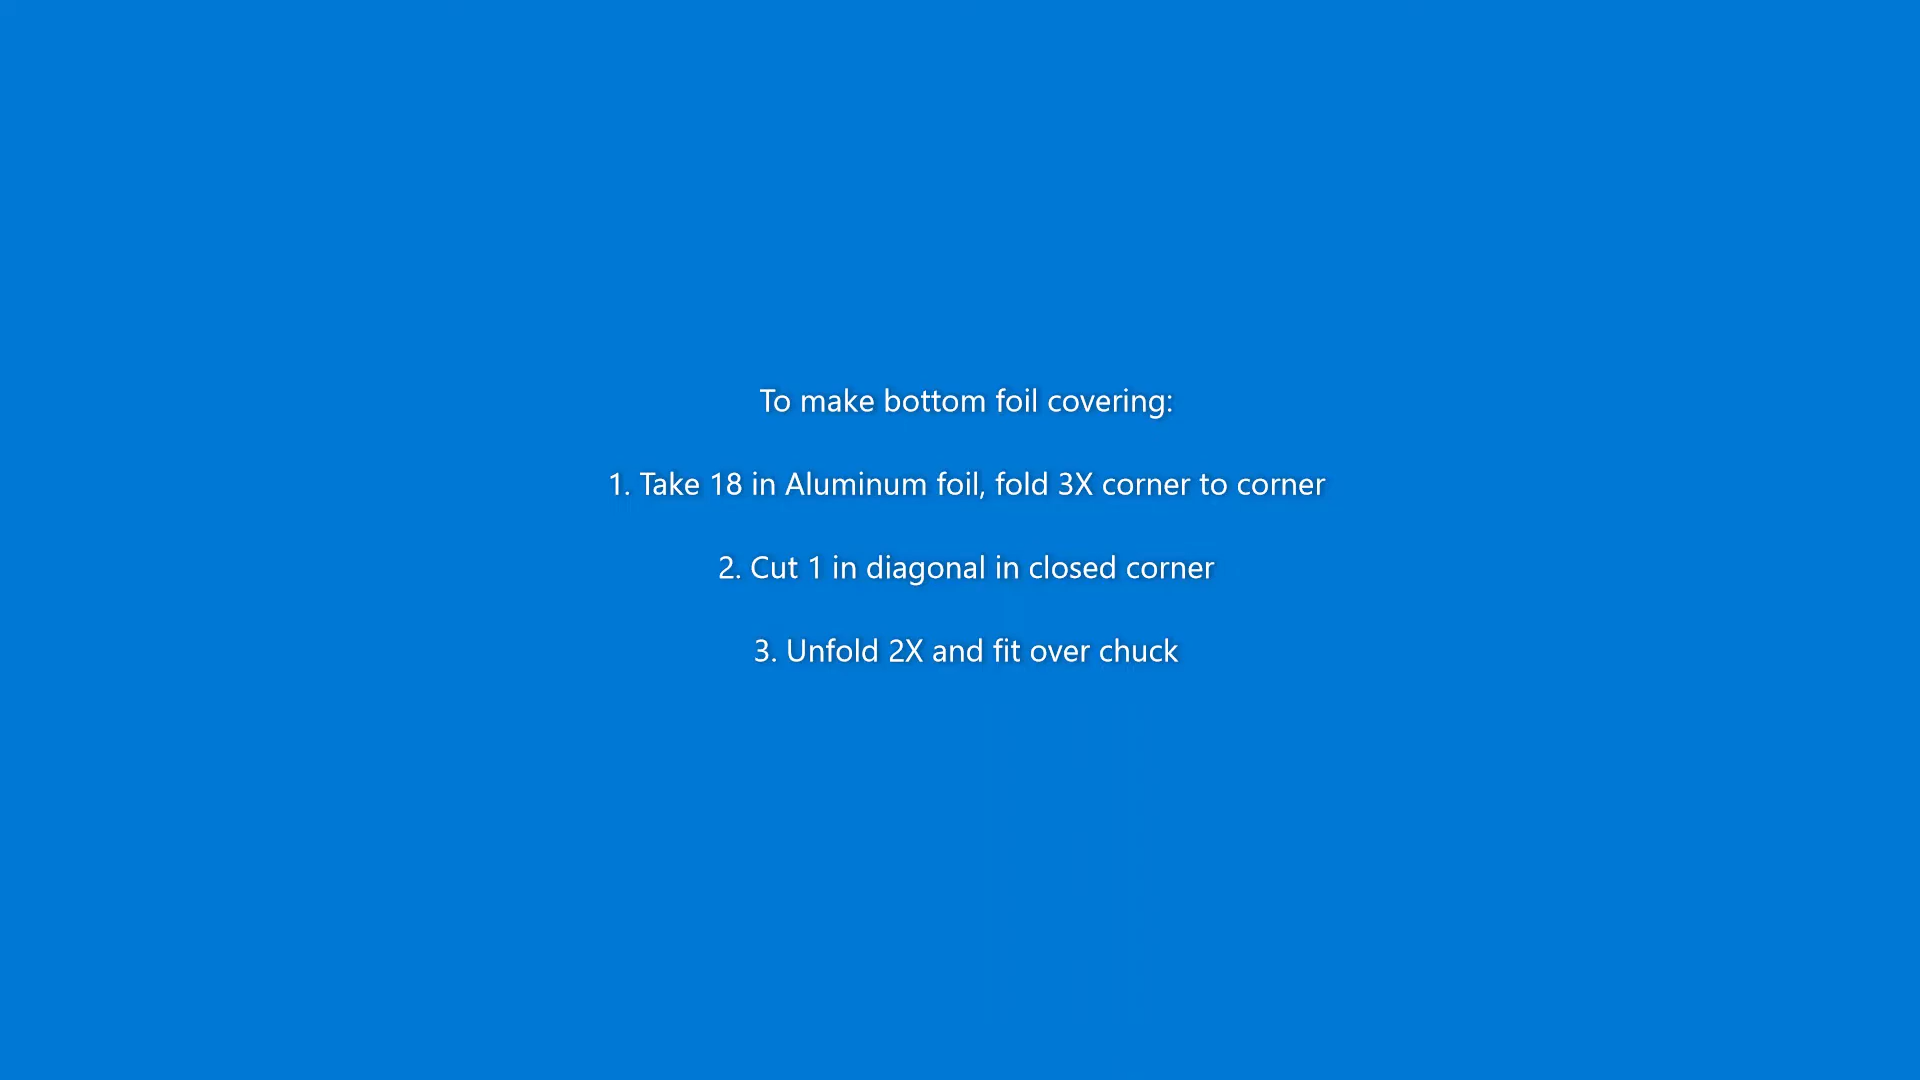 To make bottom foil covering:
1. Take 18 in Aluminum foil, fold 3X corner to corner
2. Cut 1 in diagonal in closed corner
3. Unfold 2X and fit over chuck